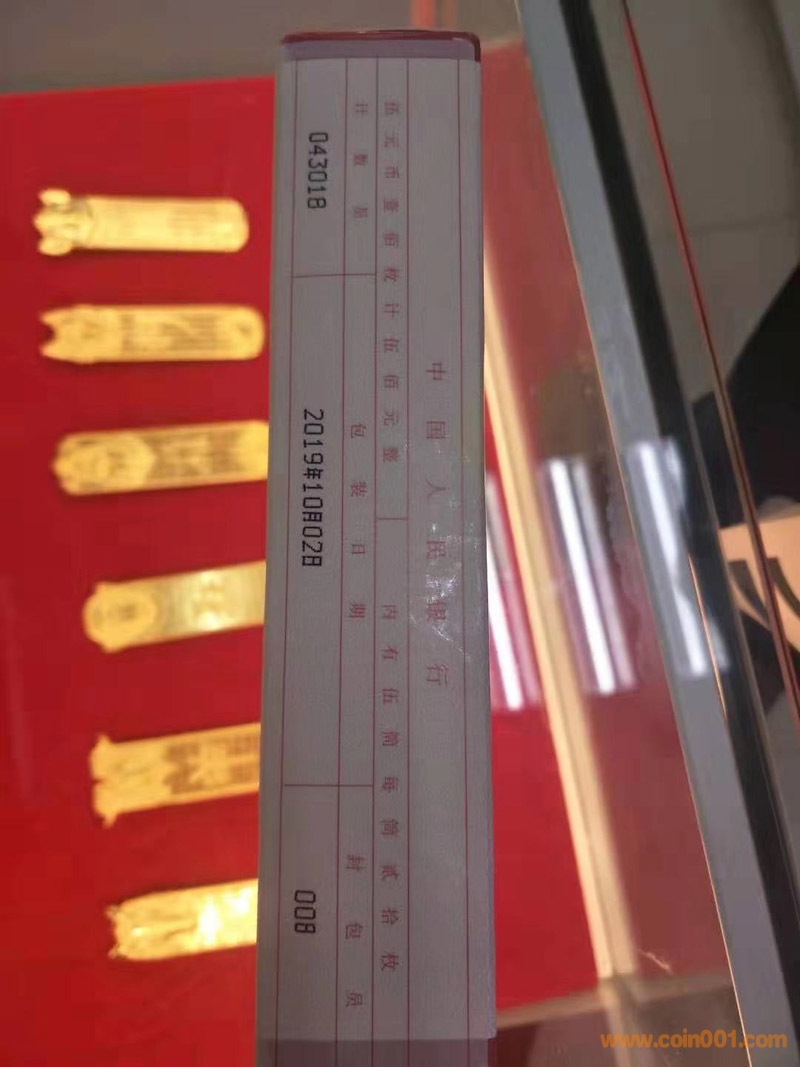 中国人民银行
伍元币壹佰枚计伍佰元整
内有伍筒每筒贰拾枚
计数员
包装日期
封包员
043018
2019年10月02日
008
www.coin001.com